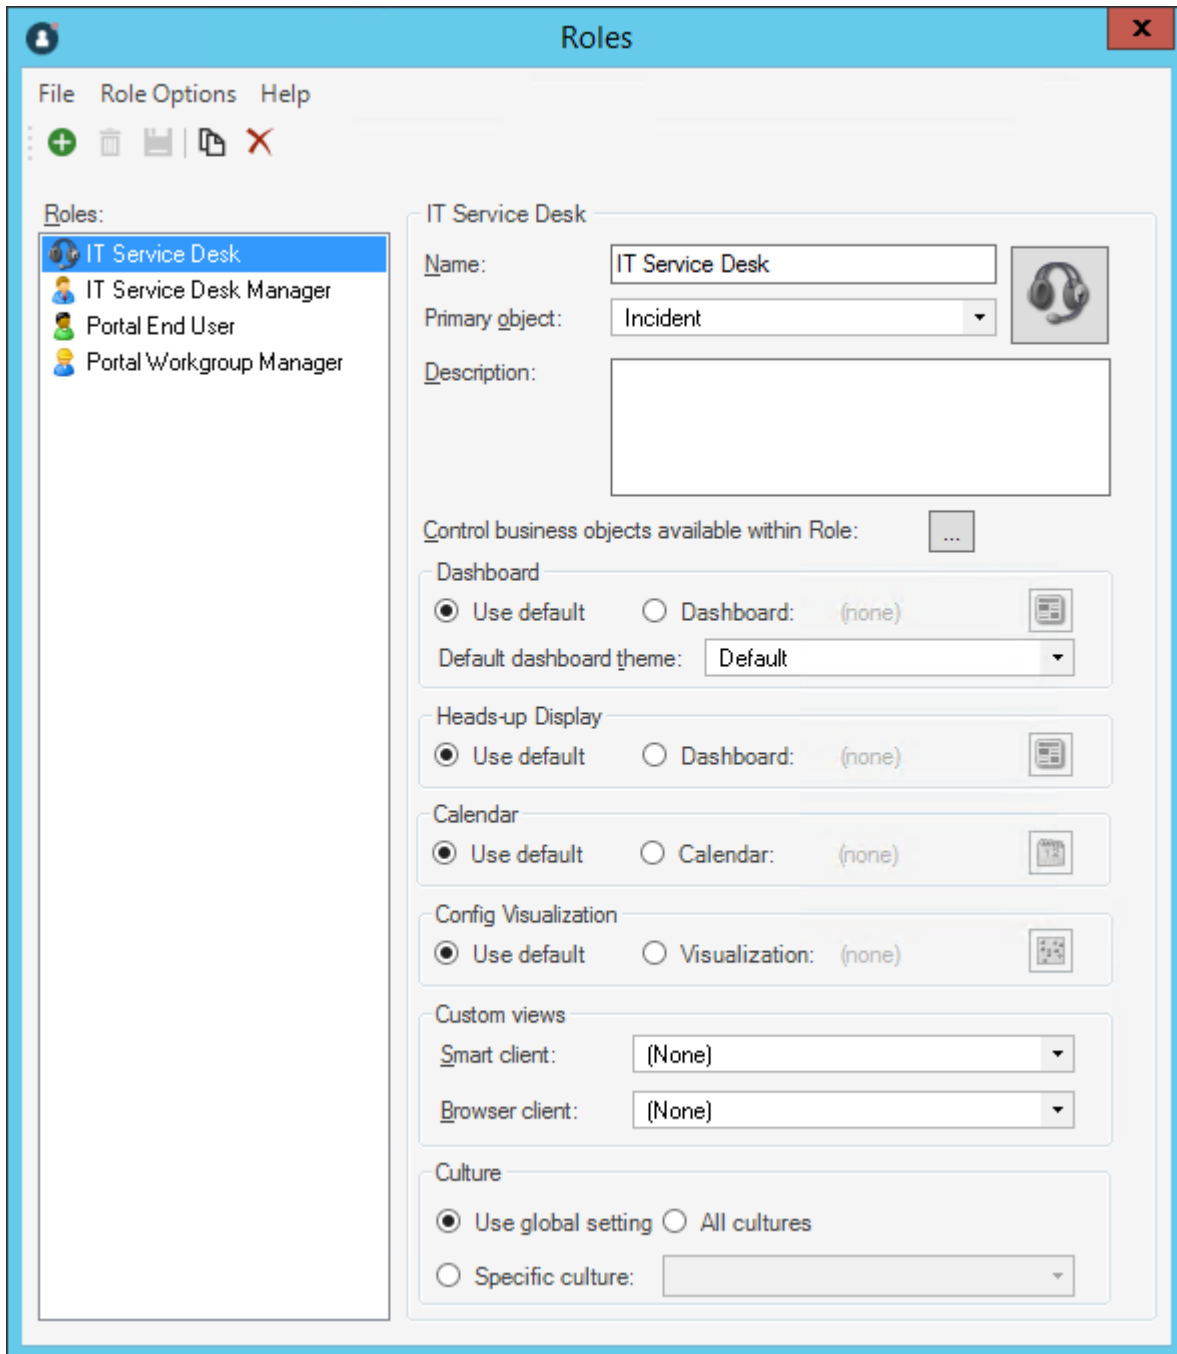 Roles
x
File Role Options Help
Roles:
IT Service Desk
IT Service Desk Manager
Portal End User
Portal Workgroup Manager
IT Service Desk
Name: IT Service Desk
Primary object: Incident
Description:
Control business objects available within Role: ...
Dashboard
Use default Dashboard: (none)
Default dashboard theme: Default
Heads-up Display
Use default Dashboard: (none)
Calendar
Use default Calendar: (none)
Config Visualization
Use default Visualization: (none)
Custom views
Smart client: (None)
Browser client: (None)
Culture
Use global setting All cultures
Specific culture: